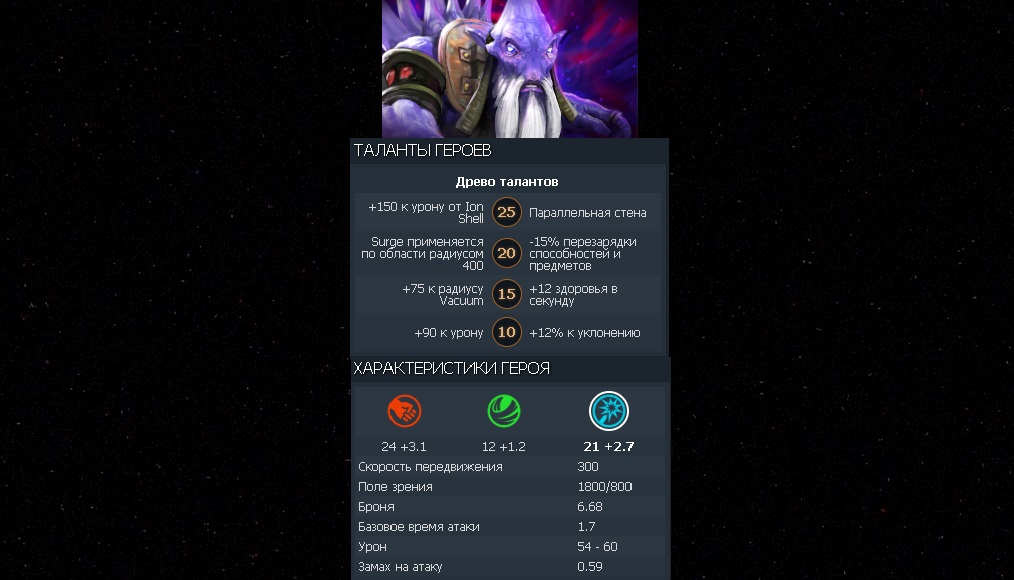 ТАЛАНТЫ ГЕРОЕВ
Древо талантов
+150 к урону от Ion
Shell
25
Параллельная стена
Surge применяется
по области радиусом
400
20
-15% перезарядки
способностей и
предметов
+75 к радиусу
Vacuum
15
+12 здоровья в
секунду
+90 к урону
10
+12% к уклонению
ХАРАКТЕРИСТИКИ ГЕРОЯ
24 +3.1
12 +1.2
21 +2.7
Скорость передвижения 300
Поле зрения 1800/800
Броня 6.68
Базовое время атаки 1.7
Урон 54 - 60
Замах на атаку 0.59